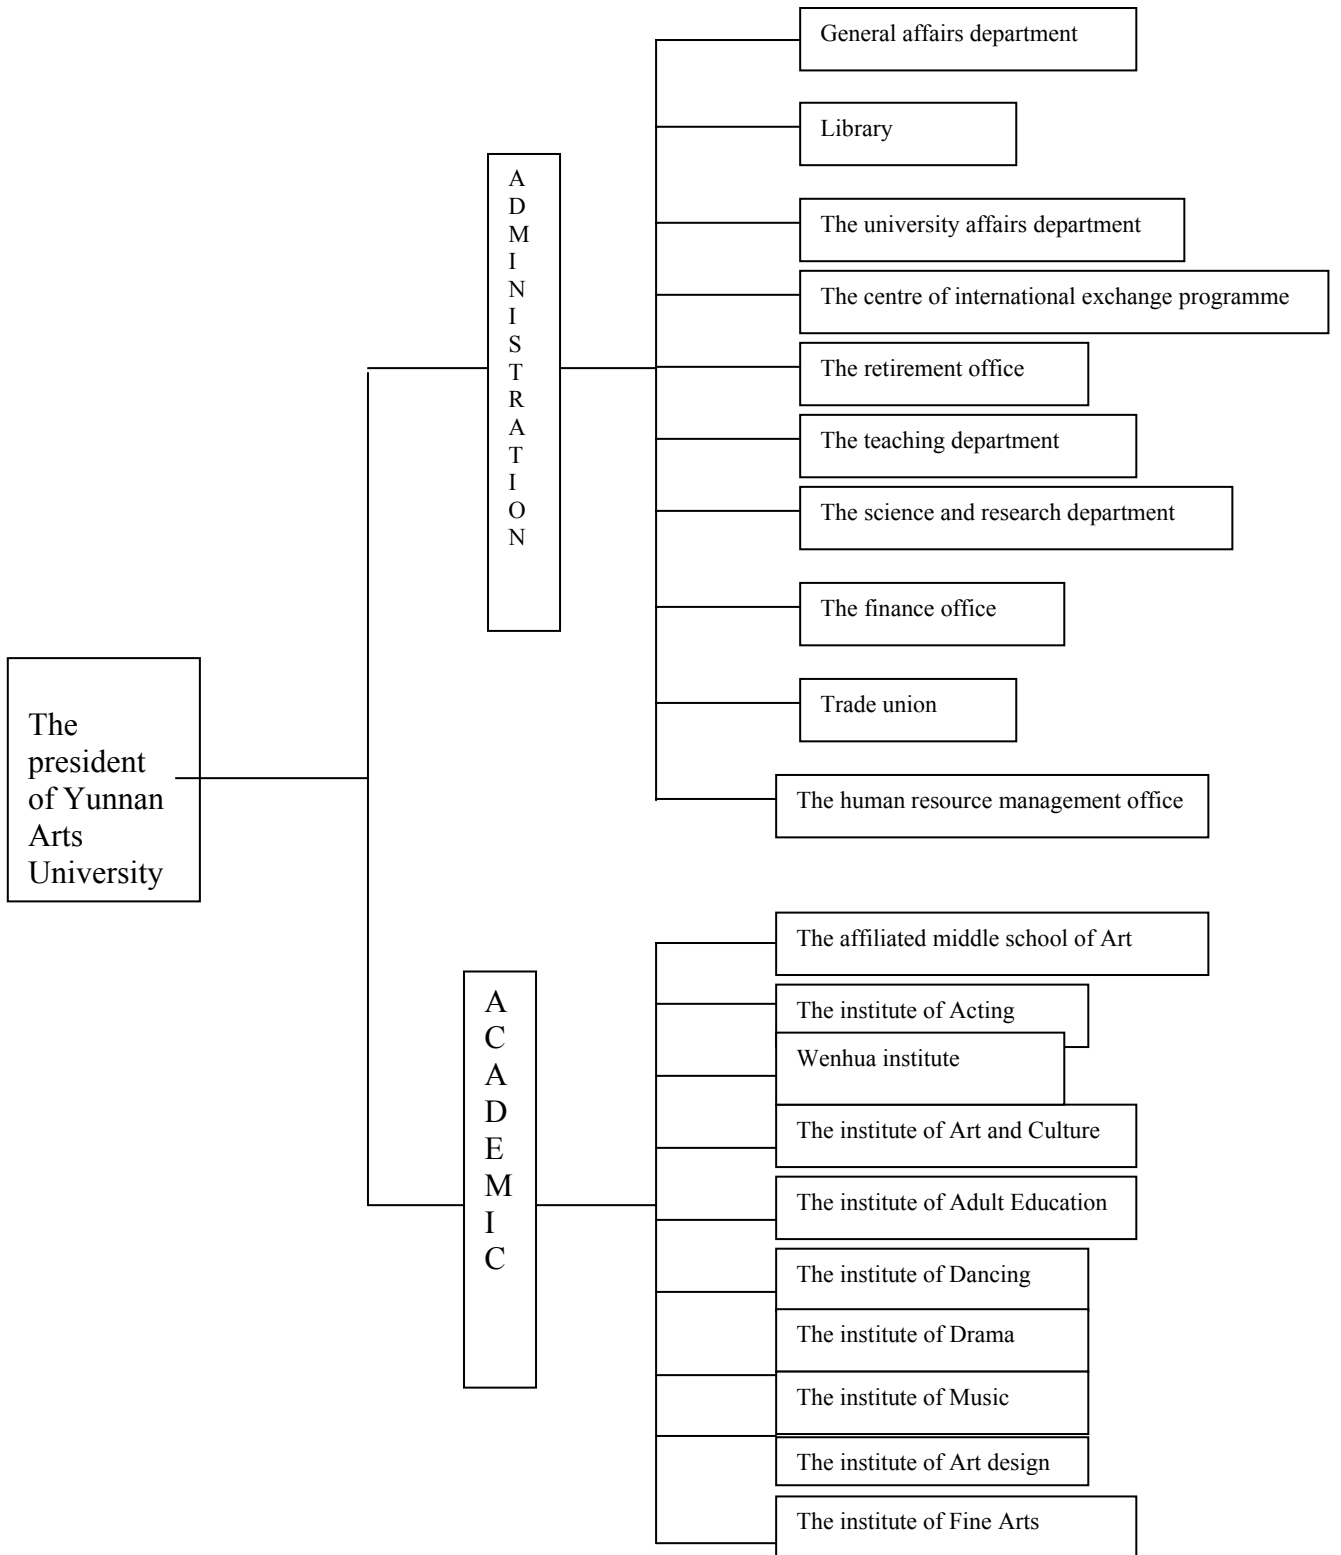 General affairs department
Library
The university affairs department
The centre of international exchange programme
The retirement office
The teaching department
The science and research department
The finance office
Trade union
The human resource management office
A
D
M
I
N
I
S
T
R
A
T
I
O
N
The
president
of Yunnan
Arts
University
The affiliated middle school of Art
The institute of Acting
Wenhua institute
The institute of Art and Culture
The institute of Adult Education
The institute of Dancing
The institute of Drama
The institute of Music
The institute of Art design
The institute of Fine Arts
A
C
A
D
E
M
I
C